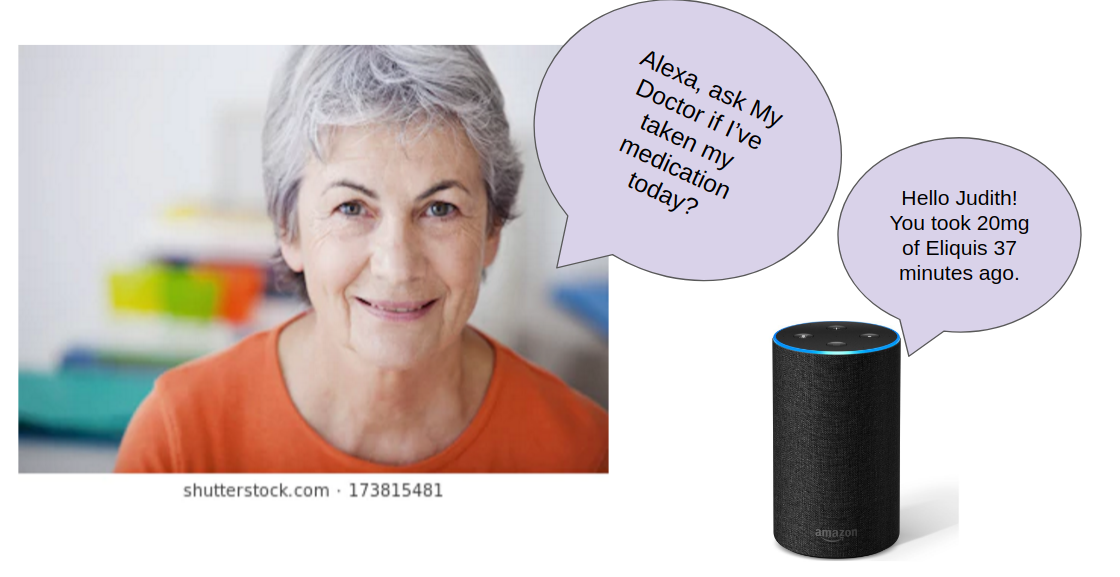 Alexa, ask My
Doctor if I've
taken my
medication
today?
Hello Judith!
You took 20mg
of Eliquis 37
minutes ago.
shutterstock.com · 173815481
amazon